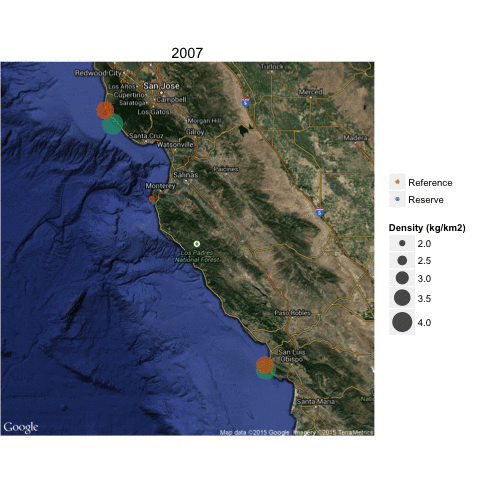 2007
Turlock
Redwood City
Los Altos
San Jose
Cupertino
Merced
Saratoga
Campbell
Los Gatos
5
Morgan Hill
Santa Cruz
Gilroy
Madera
Watsonville
Paicines
Salinas
Monterey
Reference
Reserve
5
Density (kg/km2)
2.0
Los Padres
National Forest
2.5
3.0
3.5
Paso Robles
4.0
San Luis
Obispo
Santa Maria
Google
Map data ©2015 Google Imagery ©2015 TerraMetrics